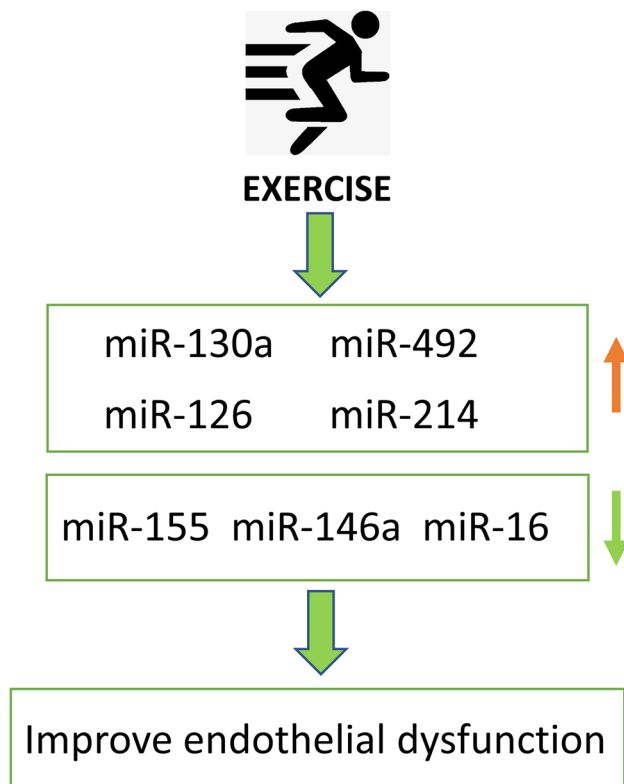 EXERCISE
miR-130a miR-492
miR-126 miR-214
miR-155 miR-146a miR-16
Improve endothelial dysfunction